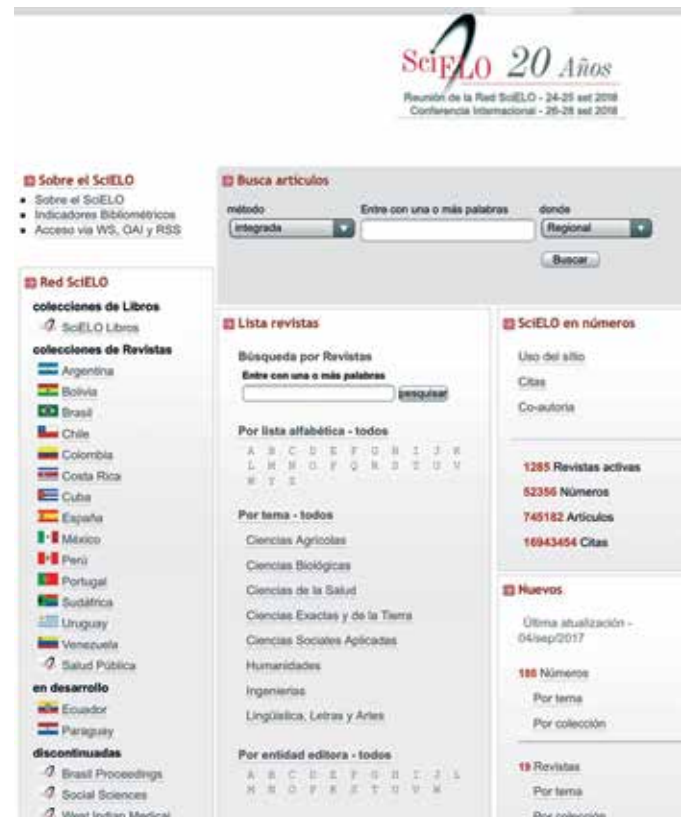 SciELO 20 Años
Reunión de la Red SciELO - 24-25 set 2018
Conferencia Internacional - 26-28 set 2018
Sobre el SciELO
Sobre el SciELO
Indicadores Bibliométricos
Acceso via WS, OAI y RSS
Red SciELO
colecciones de Libros
SciELO Libros
colecciones de Revistas
Argentina
Bolivia
Brasil
Chile
Colombia
Costa Rica
Cuba
España
México
Perú
Portugal
Sudáfrica
Uruguay
Venezuela
Salud Pública
en desarrollo
Ecuador
Paraguay
discontinuadas
Brasil Proceedings
Social Sciences
West Indian Medical
Busca artículos
método
Entre con una o más palabras
donde
integrada
Regional
Buscar
Lista revistas
Búsqueda por Revistas
Entre con una o más palabras
pesquisar
Por lista alfabética - todos
A B C D E F G H I J K
L M N O P Q R S T U V
W Y Z
Por tema - todos
Ciencias Agrícolas
Ciencias Biológicas
Ciencias de la Salud
Ciencias Exactas y de la Tierra
Ciencias Sociales Aplicadas
Humanidades
Ingenierías
Lingüística, Letras y Artes
Por entidad editora - todos
A B C D E F G H I J L
M N O P R S T U V W
SciELO en números
Uso del sitio
Citas
Co-autoria
1285 Revistas activas
52356 Números
745182 Artículos
16943454 Citas
Nuevos
Última atualización -
04/sep/2017
188 Números
Por tema
Por colección
19 Revistas
Por tema
Por colección